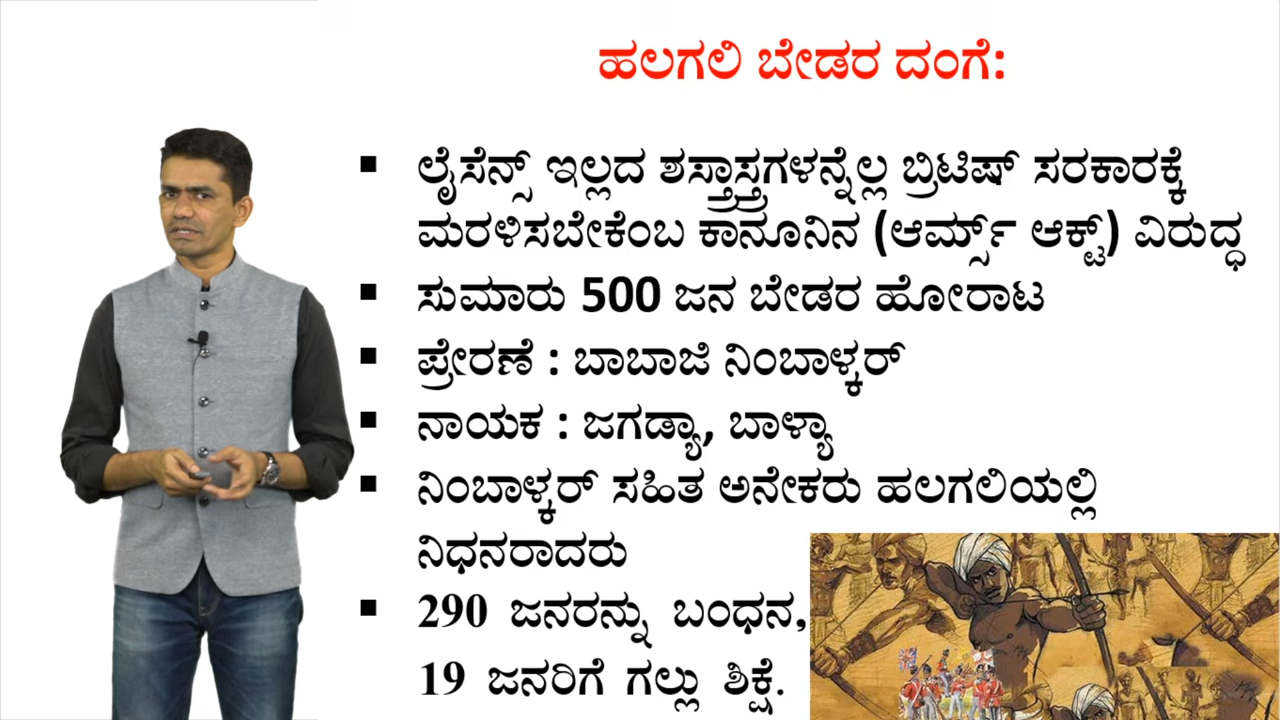 ಹಲಗಲಿ ಬೇಡರ ದಂಗೆ:
▪ ಲೈಸೆನ್ಸ್ ಇಲ್ಲದ ಶಸ್ತ್ರಾಸ್ತ್ರಗಳನ್ನೆಲ್ಲ ಬ್ರಿಟಿಷ್ ಸರಕಾರಕ್ಕೆ
ಮರಳಿಸಬೇಕೆಂಬ ಕಾನೂನಿನ (ಆರ್ಮ್ಸ್ ಆಕ್ಟ್) ವಿರುದ್ಧ
▪ ಸುಮಾರು 500 ಜನ ಬೇಡರ ಹೋರಾಟ
▪ ಪ್ರೇರಣೆ : ಬಾಬಾಜಿ ನಿಂಬಾಳ್ಕರ್
▪ ನಾಯಕ : ಜಗಡ್ಯಾ, ಬಾಳ್ಯಾ
▪ ನಿಂಬಾಳ್ಕರ್ ಸಹಿತ ಅನೇಕರು ಹಲಗಲಿಯಲ್ಲಿ
ನಿಧನರಾದರು
▪ 290 ಜನರನ್ನು ಬಂಧನ,
19 ಜನರಿಗೆ ಗಲ್ಲು ಶಿಕ್ಷೆ.